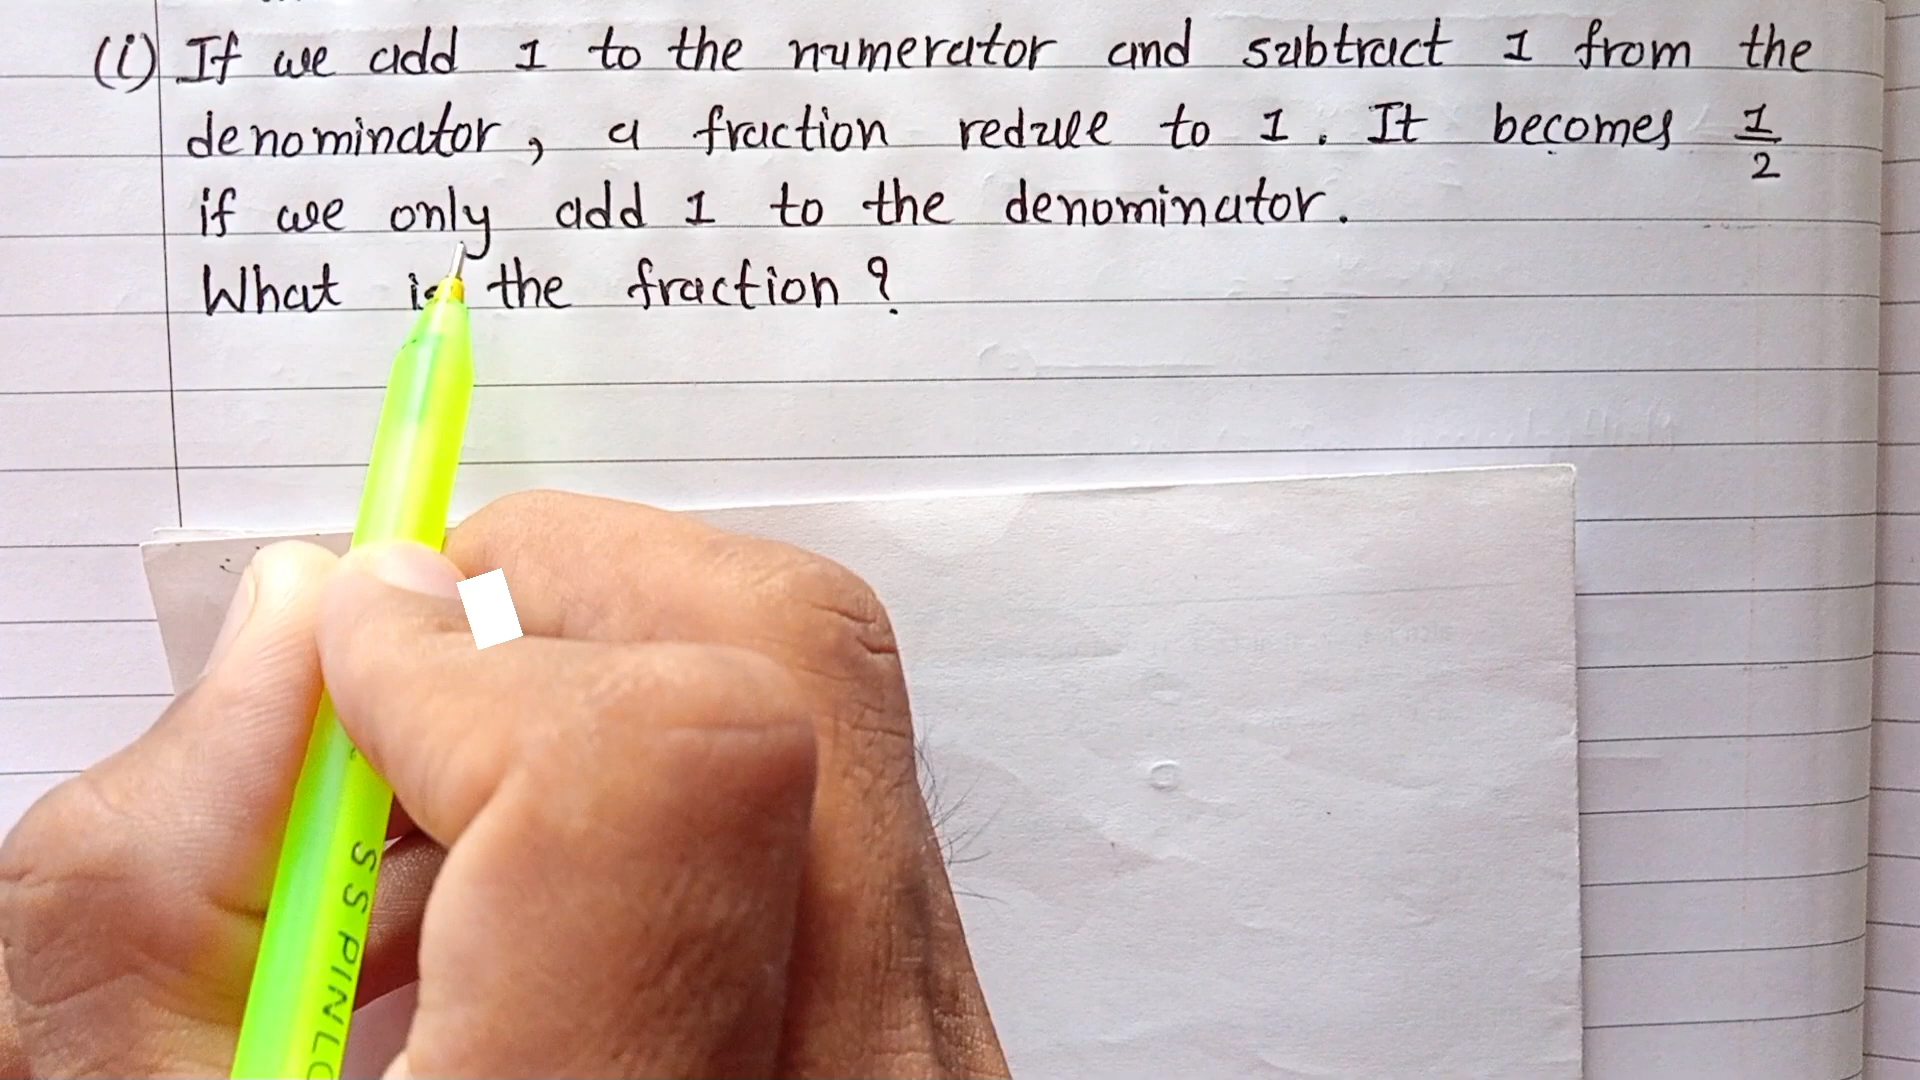 (i) If we add 1 to the numerator and subtract 1 from the
denominator, a fraction reduce to 1. It becomes 1/2
if we only add 1 to the denominator.
What is the fraction?
SS PINLO